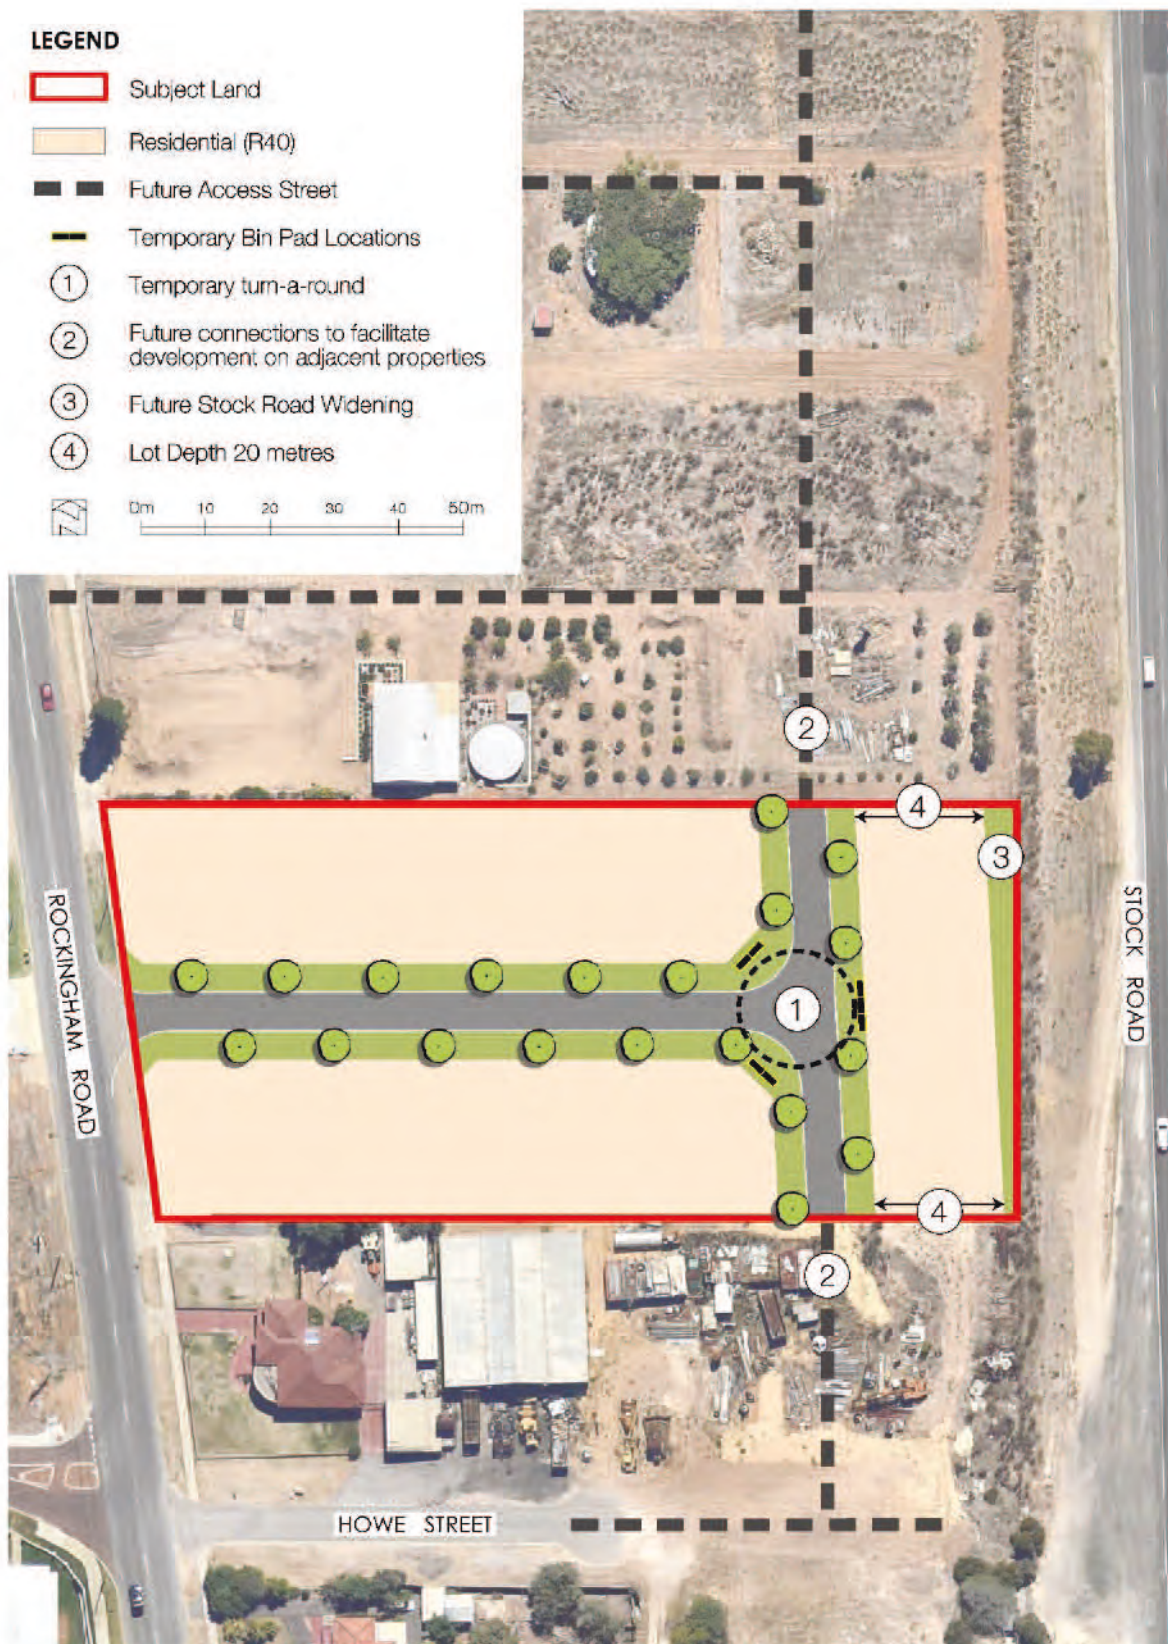 LEGEND
Subject Land
Residential (R40)
Future Access Street
Temporary Bin Pad Locations
1 Temporary turn-a-round
2 Future connections to facilitate
development on adjacent properties
3 Future Stock Road Widening
4 Lot Depth 20 metres
Z
0m 10 20 30 40 50m
2
4
3
ROCKINGHAM ROAD
1
STOCK ROAD
4
2
HOWE STREET